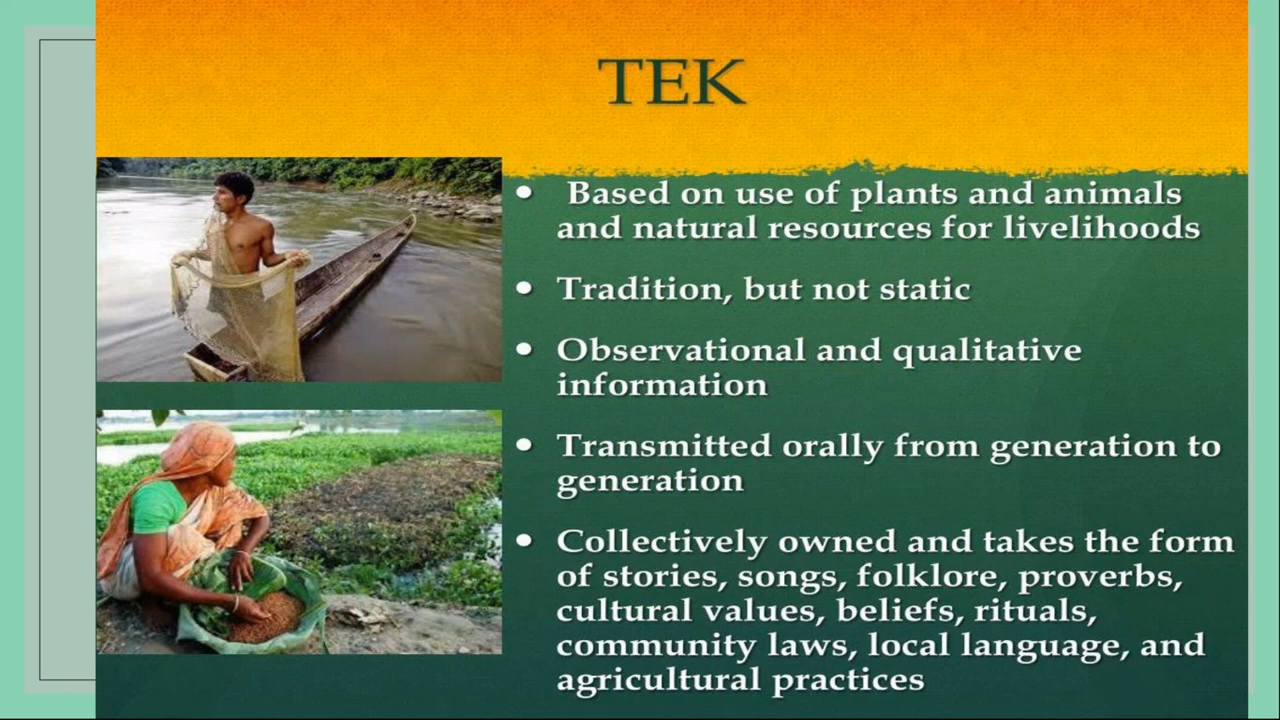 TEK
• Based on use of plants and animals
and natural resources for livelihoods
• Tradition, but not static
• Observational and qualitative
information
• Transmitted orally from generation to
generation
• Collectively owned and takes the form
of stories, songs, folklore, proverbs,
cultural values, beliefs, rituals,
community laws, local language, and
agricultural practices